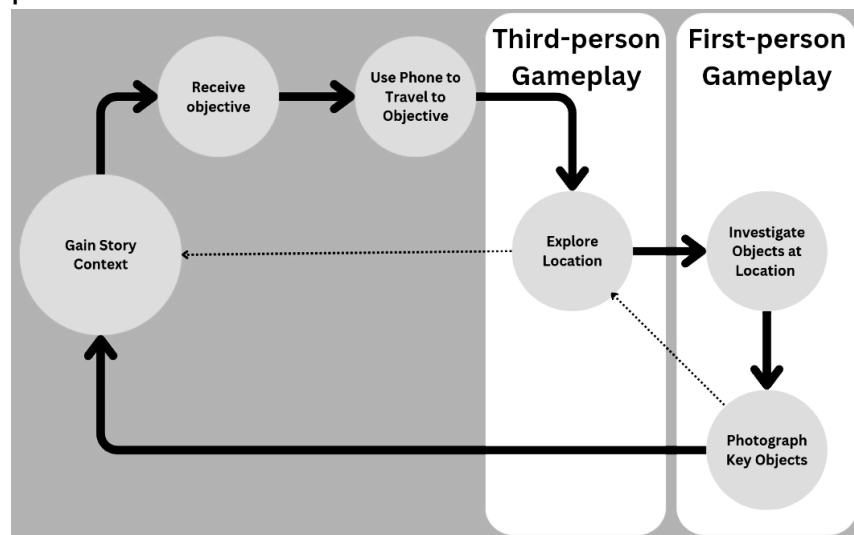 Third-person
Gameplay
First-person
Gameplay
Receive
objective
Use Phone to
Travel to
Objective
Gain Story
Context
Explore
Location
Investigate
Objects at
Location
Photograph
Key Objects